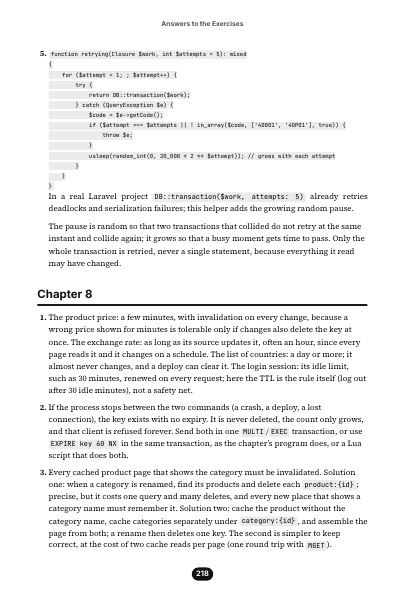 Answers to the Exercises
5. function retrying(Closure $work, int $attempts = 5): mixed
{
    for ($attempt = 1; ; $attempt++) {
        try {
            return DB::transaction($work);
        } catch (QueryException $e) {
            $code = $e->getCode();
            if ($attempt === $attempts || ! in_array($code, ['40001', '40P01'], true)) {
                throw $e;
            }
            usleep(random_int(0, 20_000 * 2 ** $attempt)); // grows with each attempt
        }
    }
}
In a real Laravel project DB::transaction($work, attempts: 5) already retries
deadlocks and serialization failures; this helper adds the growing random pause.
The pause is random so that two transactions that collided do not retry at the same
instant and collide again; it grows so that a busy moment gets time to pass. Only the
whole transaction is retried, never a single statement, because everything it read
may have changed.
Chapter 8
1. The product price: a few minutes, with invalidation on every change, because a
wrong price shown for minutes is tolerable only if changes also delete the key at
once. The exchange rate: as long as its source updates it, often an hour, since every
page reads it and it changes on a schedule. The list of countries: a day or more; it
almost never changes, and a deploy can clear it. The login session: its idle limit,
such as 30 minutes, renewed on every request; here the TTL is the rule itself (log out
after 30 idle minutes), not a safety net.
2. If the process stops between the two commands (a crash, a deploy, a lost
connection), the key exists with no expiry. It is never deleted, the count only grows,
and that client is refused forever. Send both in one MULTI/EXEC transaction, or use
EXPIRE key 60 NX in the same transaction, as the chapter's program does, or a Lua
script that does both.
3. Every cached product page that shows the category must be invalidated. Solution
one: when a category is renamed, find its products and delete each product:{id};
precise, but it costs one query and many deletes, and every new place that shows a
category name must remember it. Solution two: cache the product without the
category name, cache categories separately under category:{id}, and assemble the
page from both; a rename then deletes one key. The second is simpler to keep
correct, at the cost of two cache reads per page (one round trip with MGET).
218